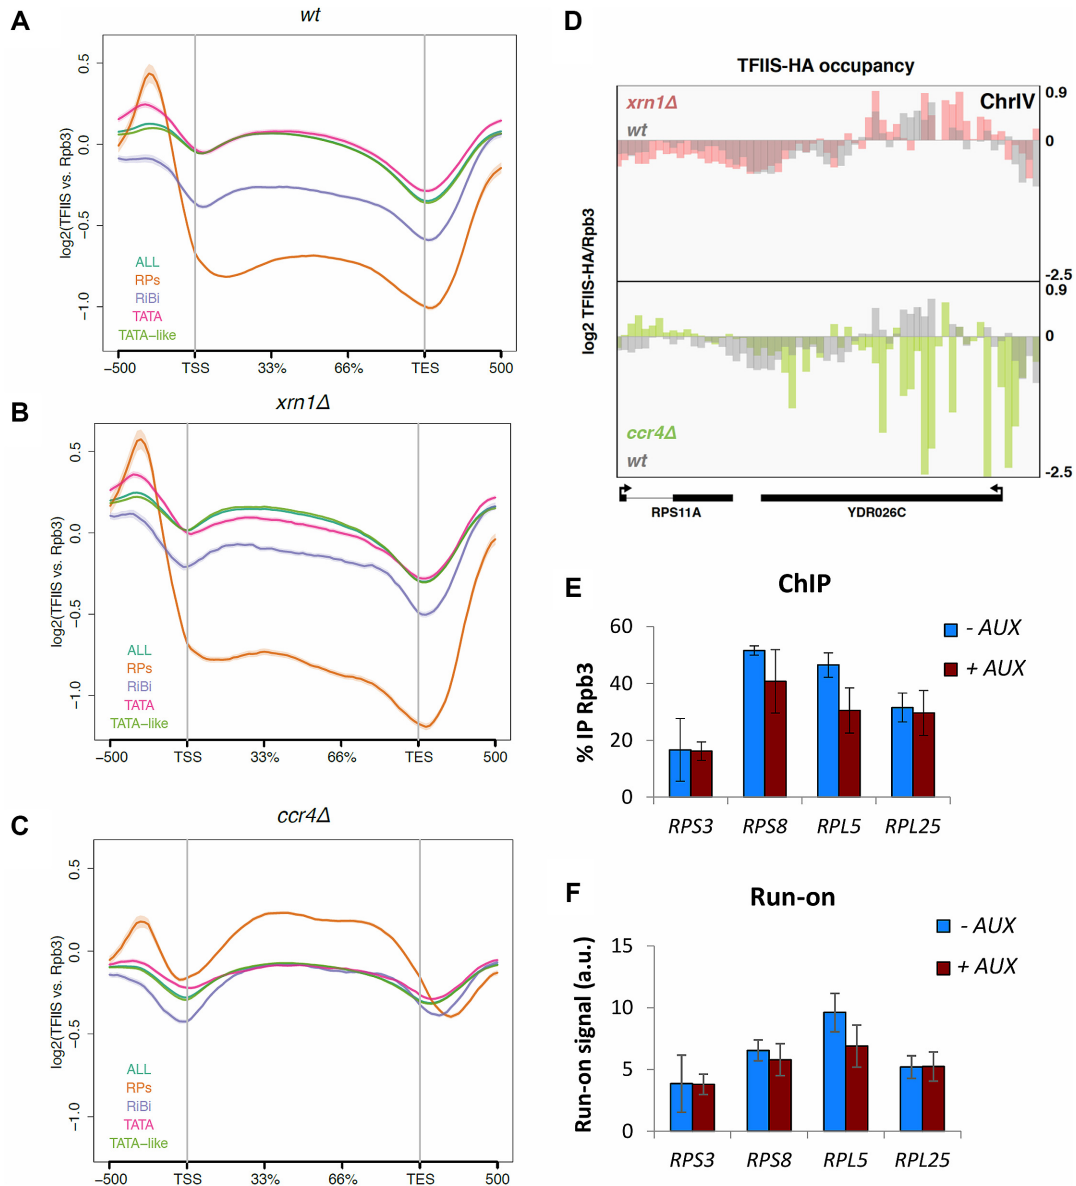 A
wt
log2(TFIIS vs. Rpb3)
0.5
0.0
−0.5
−1.0
ALL
RPs
RiBi
TATA
TATA−like
−500 TSS 33% 66% TES 500
B
xrn1Δ
log2(TFIIS vs. Rpb3)
0.5
0.0
−0.5
−1.0
ALL
RPs
RiBi
TATA
TATA−like
−500 TSS 33% 66% TES 500
C
ccr4Δ
log2(TFIIS vs. Rpb3)
0.5
0.0
−0.5
−1.0
ALL
RPs
RiBi
TATA
TATA−like
−500 TSS 33% 66% TES 500
D
TFIIS-HA occupancy
xrn1Δ
wt
ChrIV
0.9
0
-2.5
log2 TFIIS-HA/Rpb3
0.9
0
ccr4Δ
wt
-2.5
RPS11A YDR026C
E
ChIP
% IP Rpb3
60
40
20
0
- AUX
+ AUX
RPS3 RPS8 RPL5 RPL25
F
Run-on
Run-on signal (a.u.)
15
10
5
0
- AUX
+ AUX
RPS3 RPS8 RPL5 RPL25